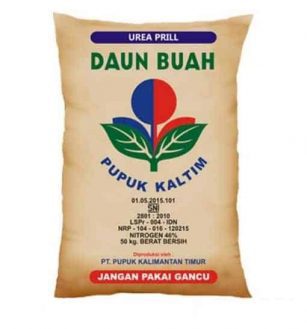 UREA PRILL
DAUN BUAH
PUPUK KALTIM
01.05.2015.101
SNI
2801 : 2010
LSPr - 004 - IDN
NRP - 104 - 016 - 120215
NITROGEN 46%
50 kg. BERAT BERSIH
Diproduksi oleh
PT. PUPUK KALIMANTAN TIMUR
JANGAN PAKAI GANCU